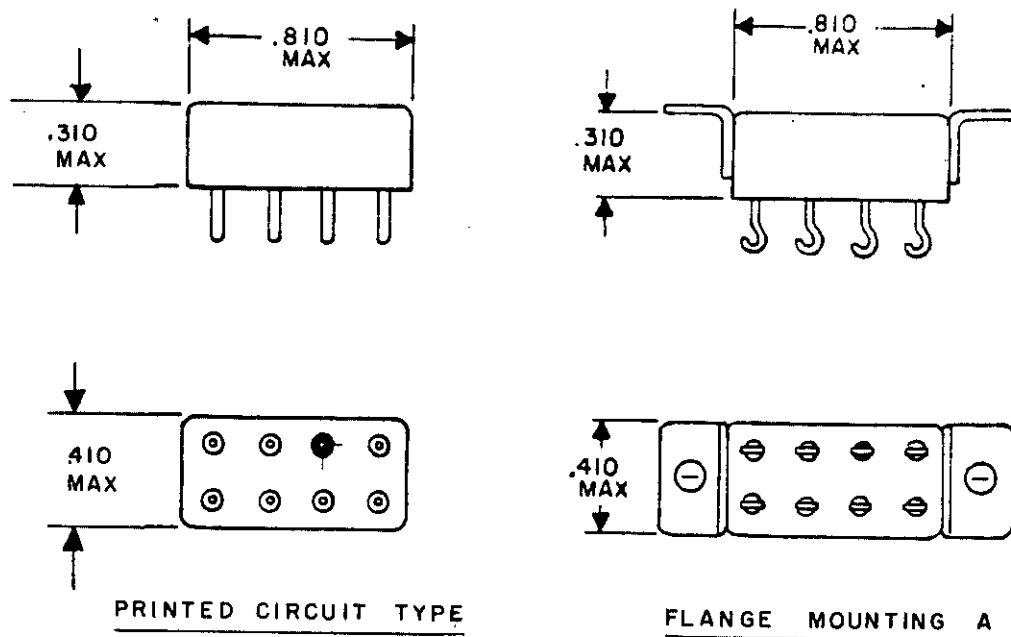 .810
MAX
.810
MAX
.310
MAX
.310
MAX
.410
MAX
.410
MAX
PRINTED CIRCUIT TYPE
FLANGE MOUNTING A